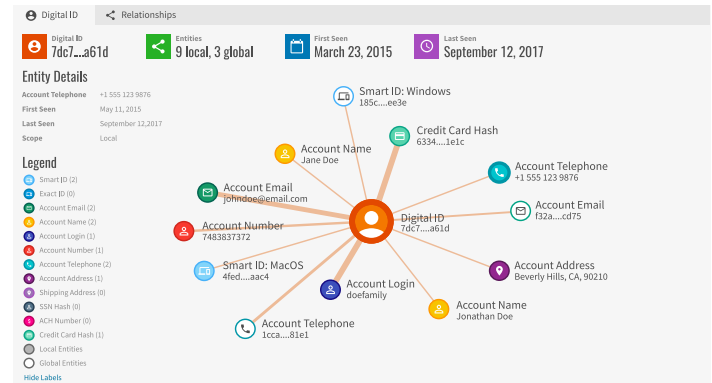 Digital ID
Relationships
Digital ID
7dc7....a61d
Entities
9 local, 3 global
First Seen
March 23, 2015
Last Seen
September 12, 2017
Entity Details
Account Telephone +1 555 123 9876
First Seen May 11, 2015
Last Seen September 12,2017
Scope Local
Legend
Smart ID (2)
Exact ID (0)
Account Email (2)
Account Name (2)
Account Login (1)
Account Number (1)
Account Telephone (2)
Account Address (1)
Shipping Address (0)
SSN Hash (0)
ACH Number (0)
Credit Card Hash (1)
Local Entities
Global Entities
Hide Labels
Smart ID: Windows
185c....ee3e
Credit Card Hash
6334....1e1c
Account Name
Jane Doe
Account Telephone
+1 555 123 9876
Account Email
johndoe@email.com
Account Email
f32a....cd75
Account Number
7483837372
Digital ID
7dc7....a61d
Smart ID: MacOS
4fed....aac4
Account Address
Beverly Hills, CA, 90210
Account Login
doefamily
Account Name
Jonathan Doe
Account Telephone
1cca....81e1